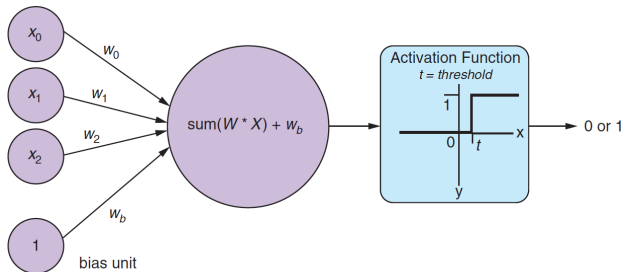 x0
x1
x2
1
w0
w1
w2
wb
bias unit
sum(W * X) + wb
Activation Function
t = threshold
1
0
t
x
y
0 or 1